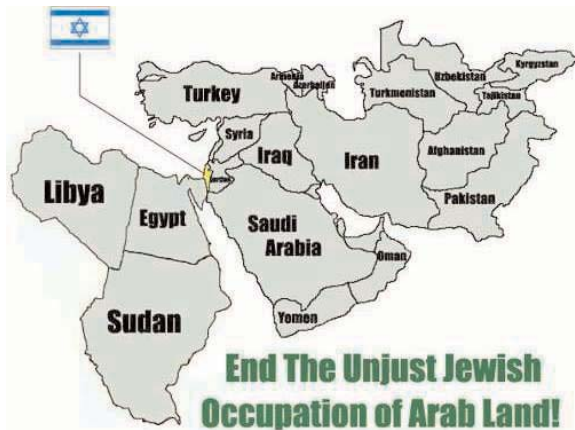 Armenia
Azerbaijan
Uzbekistan
Kyrgyzstan
Turkey
Turkmenistan
Tajikistan
Syria
Iraq
Iran
Afghanistan
Jordan
Libya
Egypt
Saudi
Arabia
Pakistan
Oman
Sudan
Yemen
End The Unjust Jewish
Occupation of Arab Land!